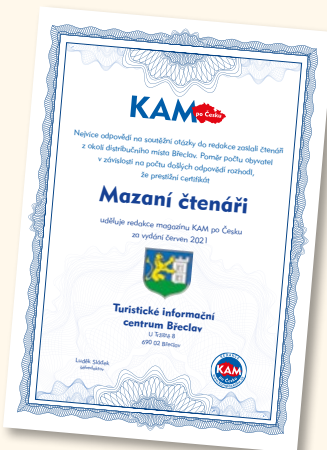 KAM po Česku
Nejvíce odpovědí na soutěžní otázky do redakce zaslali čtenáři
z okolí distribučního místa Břeclav. Poměr počtu obyvatel
v závislosti na počtu došlých odpovědí rozhodl,
že prestižní certifikát
Mazaní čtenáři
uděluje redakce magazínu KAM po Česku
za vydání červen 2021
Turistické informační
centrum Břeclav
U Tržiště 8
690 02 Břeclav
Luděk Sládek
šéfredaktor
KAM
po Česku